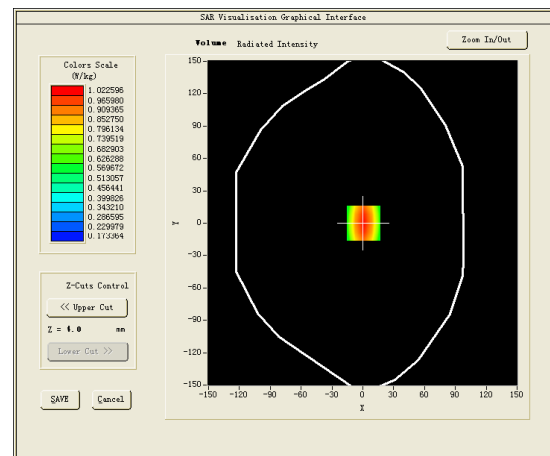 SAR Visualisation Graphical Interface
Volume Radiated Intensity
Zoom In/Out
Colors Scale
(W/kg)
1.022596
0.965980
0.909365
0.852750
0.796134
0.739519
0.682903
0.626288
0.569672
0.513057
0.456441
0.399826
0.343210
0.286595
0.229979
0.173364
Z-Cuts Control
<< Upper Cut
Z = 4.0 mm
Lower Cut >>
SAVE Cancel
150
120
90
60
30
0
-30
-60
-90
-120
-150
Y
-150 -120 -90 -60 -30 0 30 60 90 120 150
X